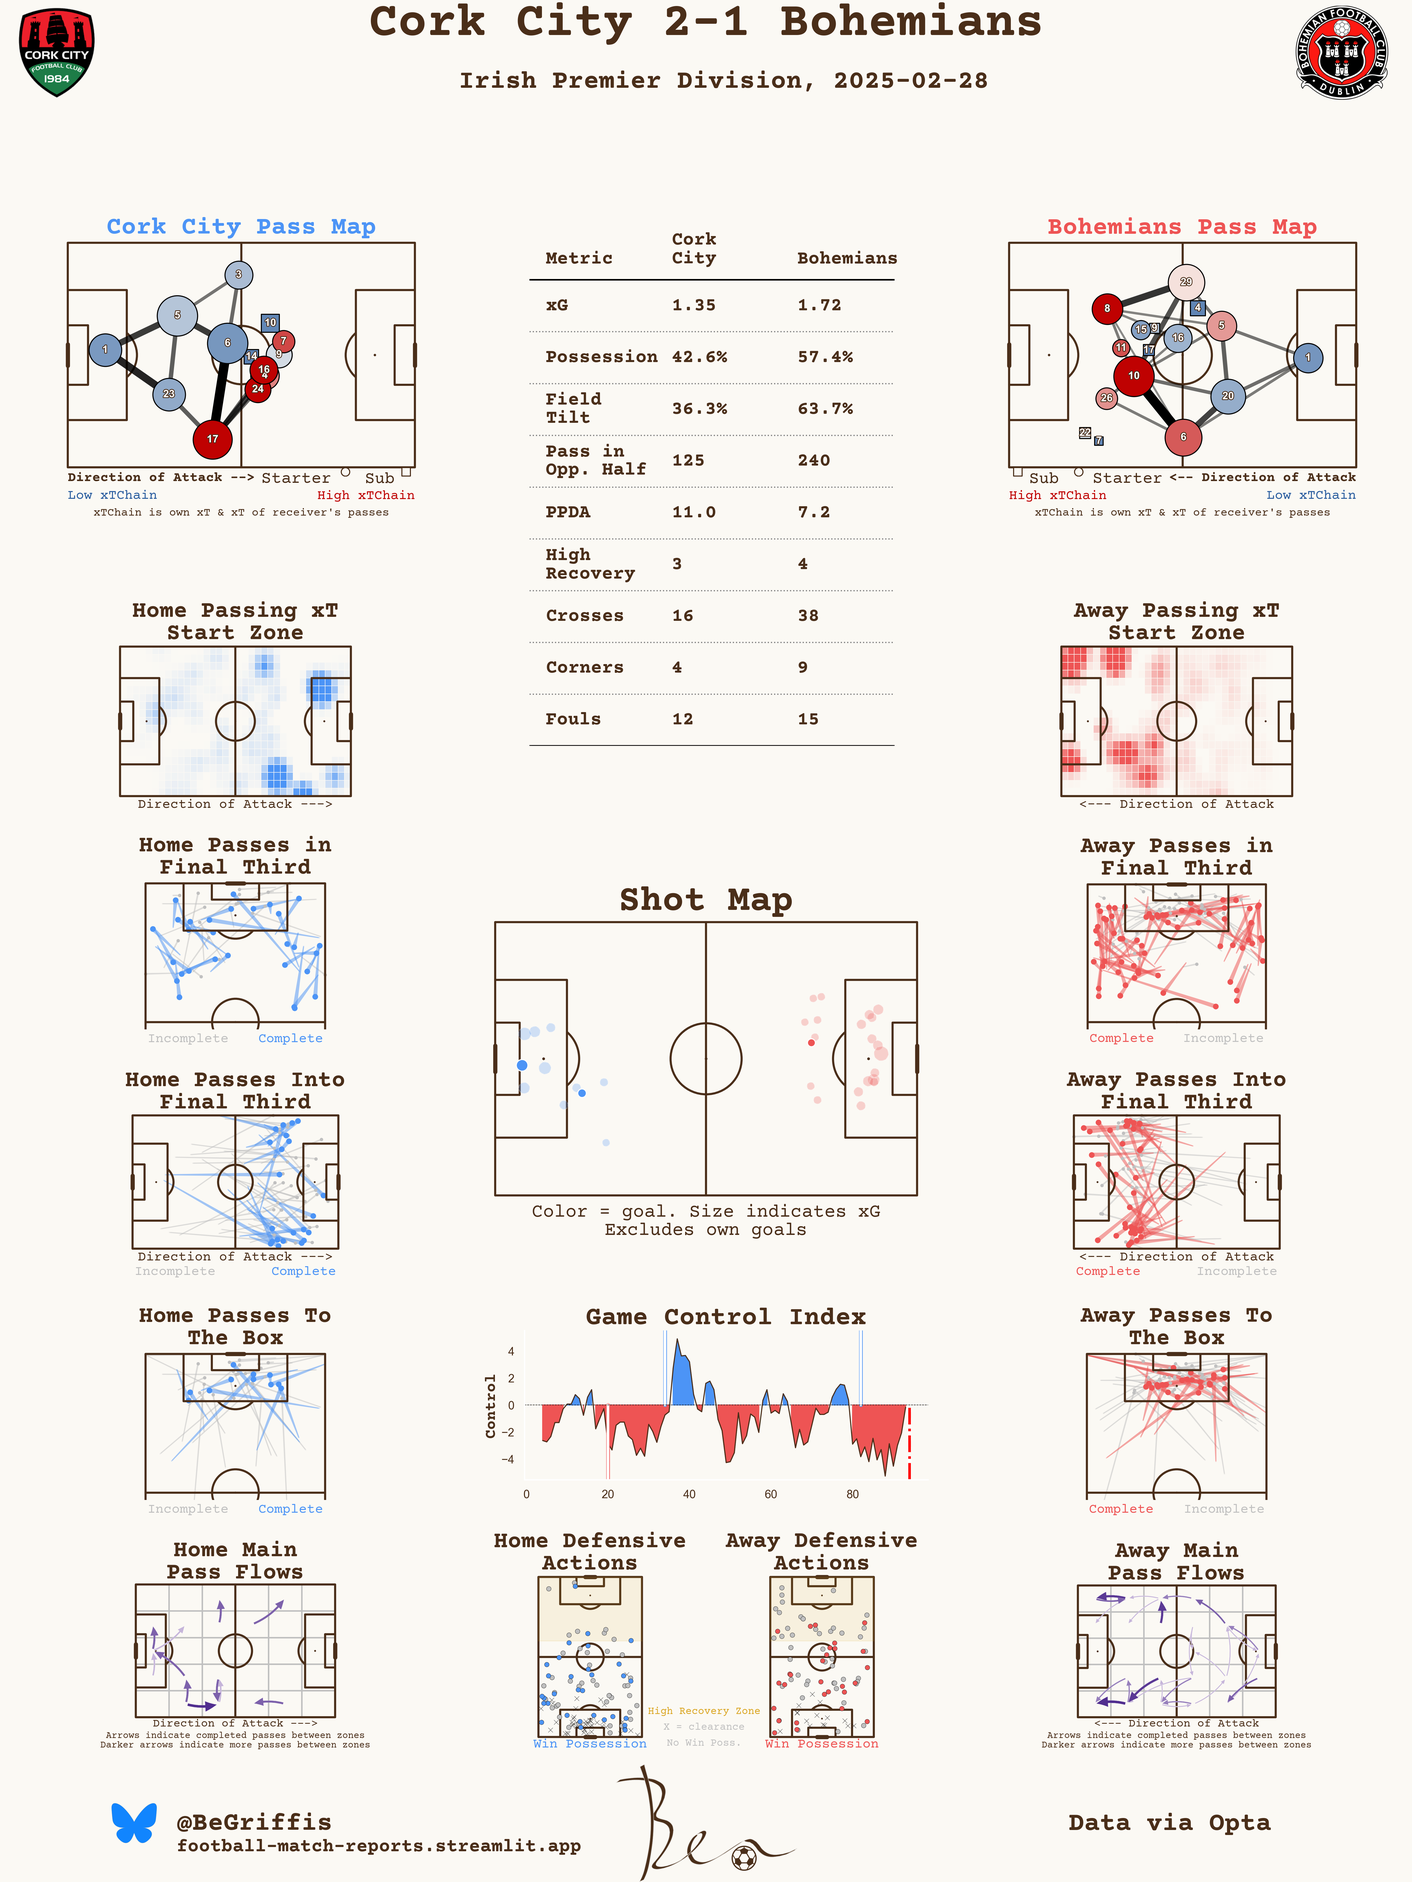 Cork City 2-1 Bohemians
Irish Premier Division, 2025-02-28
CORK CITY
FOOTBALL CLUB
1984
BOHEMIAN FOOTBALL CLUB
DUBLIN
Cork City Pass Map
3
5
10
6
7
1
14
9
16
4
23
24
17
Direction of Attack --> Starter Sub
Low xTChain High xTChain
xTChain is own xT & xT of receiver's passes
Metric Cork City Bohemians
xG 1.35 1.72
Possession 42.6% 57.4%
Field Tilt 36.3% 63.7%
Pass in Opp. Half 125 240
PPDA 11.0 7.2
High Recovery 3 4
Crosses 16 38
Corners 4 9
Fouls 12 15
Bohemians Pass Map
29
8
4
5
15
9
16
11
17
1
10
26
20
22
7
6
Sub Starter <-- Direction of Attack
High xTChain Low xTChain
xTChain is own xT & xT of receiver's passes
Home Passing xT
Start Zone
Direction of Attack --->
Away Passing xT
Start Zone
<--- Direction of Attack
Home Passes in
Final Third
Incomplete Complete
Away Passes in
Final Third
Complete Incomplete
Shot Map
Color = goal. Size indicates xG
Excludes own goals
Home Passes Into
Final Third
Direction of Attack --->
Incomplete Complete
Away Passes Into
Final Third
<--- Direction of Attack
Complete Incomplete
Home Passes To
The Box
Incomplete Complete
Game Control Index
Control
4
2
0
−2
−4
0 20 40 60 80
Away Passes To
The Box
Complete Incomplete
Home Main
Pass Flows
Direction of Attack --->
Arrows indicate completed passes between zones
Darker arrows indicate more passes between zones
Home Defensive
Actions
Win Possession
High Recovery Zone
X = clearance
No Win Poss.
Away Defensive
Actions
Win Possession
Away Main
Pass Flows
<--- Direction of Attack
Arrows indicate completed passes between zones
Darker arrows indicate more passes between zones
@BeGriffis
football-match-reports.streamlit.app
Ben
Data via Opta